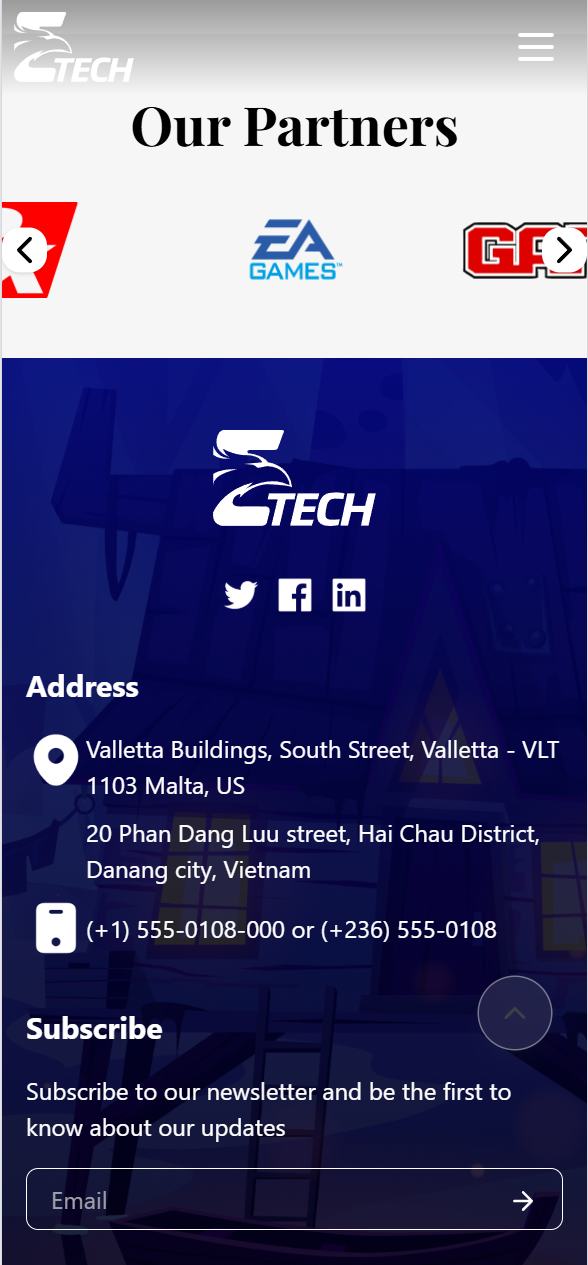 TECH
Our Partners
EA
GAMES™
TECH
Address
Valletta Buildings, South Street, Valletta - VLT
1103 Malta, US
20 Phan Dang Luu street, Hai Chau District,
Danang city, Vietnam
(+1) 555-0108-000 or (+236) 555-0108
Subscribe
Subscribe to our newsletter and be the first to
know about our updates
Email